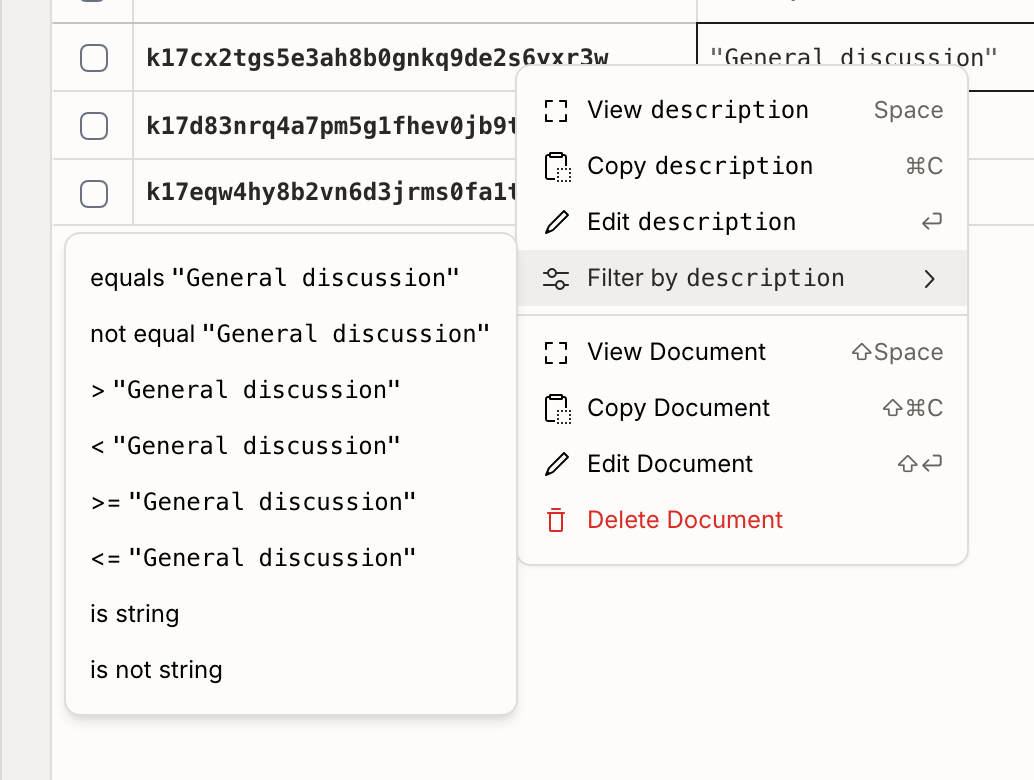 k17cx2tgs5e3ah8b0gnkq9de2s6vxr3w
"General discussion"
k17d83nrq4a7pm5g1fhev0jb9t
k17eqw4hy8b2vn6d3jrms0fa1t
View description Space
Copy description ⌘C
Edit description ↵
Filter by description
View Document ⇧Space
Copy Document ⇧⌘C
Edit Document ⇧↵
Delete Document
equals "General discussion"
not equal "General discussion"
> "General discussion"
< "General discussion"
>= "General discussion"
<= "General discussion"
is string
is not string